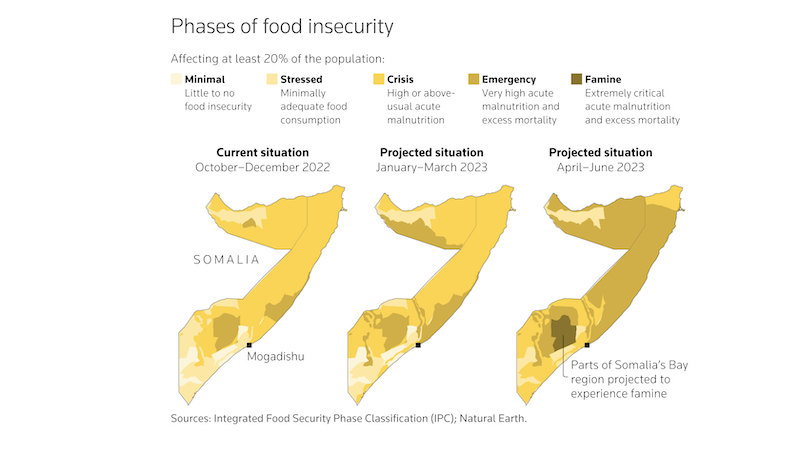 Phases of food insecurity
Affecting at least 20% of the population:
Minimal
Little to no
food insecurity
Stressed
Minimally
adequate food
consumption
Crisis
High or above-
usual acute
malnutrition
Emergency
Very high acute
malnutrition and
excess mortality
Famine
Extremely critical
acute malnutrition
and excess mortality
Current situation
October–December 2022
Projected situation
January–March 2023
Projected situation
April–June 2023
SOMALIA
Mogadishu
Parts of Somalia’s Bay
region projected to
experience famine
Sources: Integrated Food Security Phase Classification (IPC); Natural Earth.